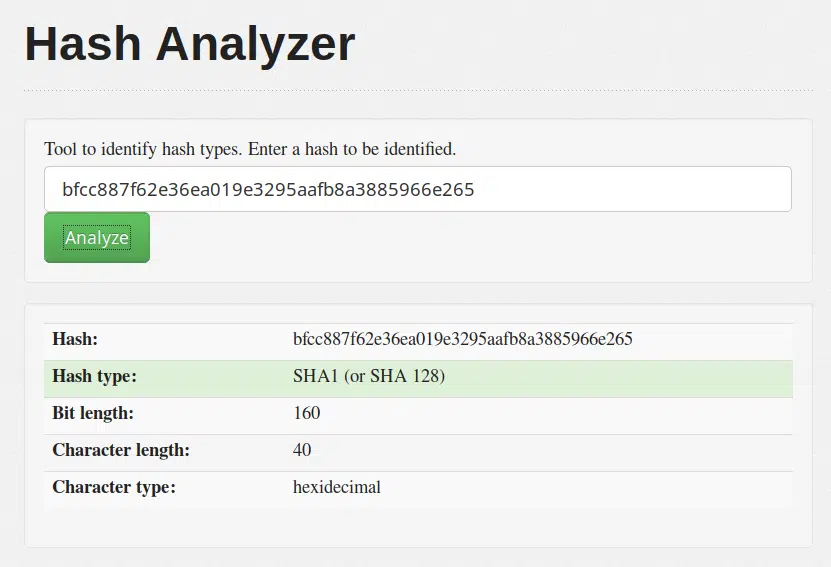 Hash Analyzer
Tool to identify hash types. Enter a hash to be identified.
bfcc887f62e36ea019e3295aafb8a3885966e265
Analyze
Hash: bfcc887f62e36ea019e3295aafb8a3885966e265
Hash type: SHA1 (or SHA 128)
Bit length: 160
Character length: 40
Character type: hexidecimal